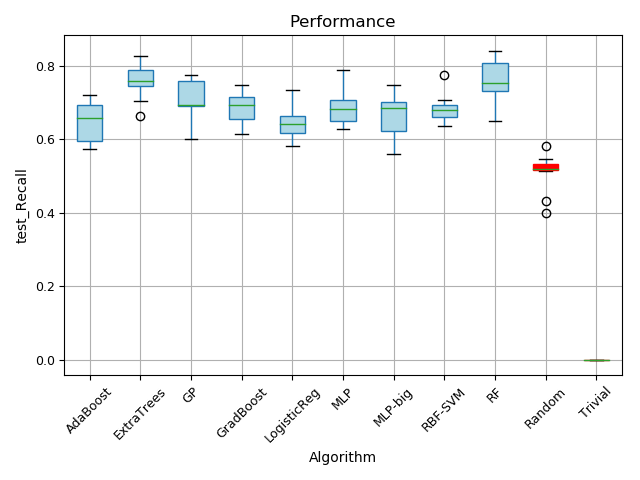 Performance
test_Recall
0.8
0.6
0.4
0.2
0.0
AdaBoost
ExtraTrees
GP
GradBoost
LogisticReg
MLP
MLP-big
RBF-SVM
RF
Random
Trivial
Algorithm